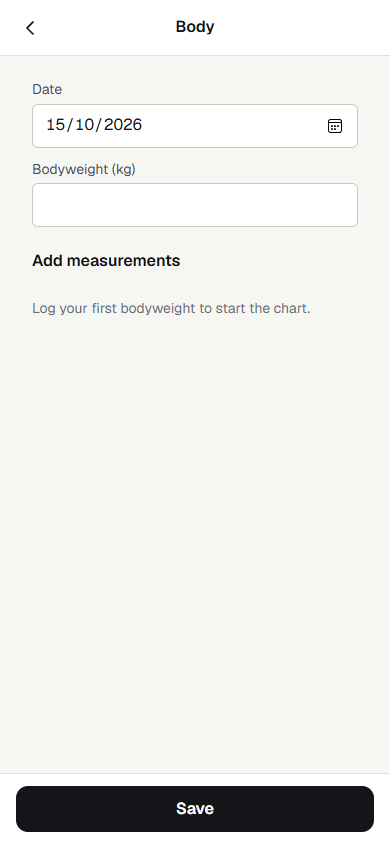 Body
Date
15/10/2026
Bodyweight (kg)
Add measurements
Log your first bodyweight to start the chart.
Save